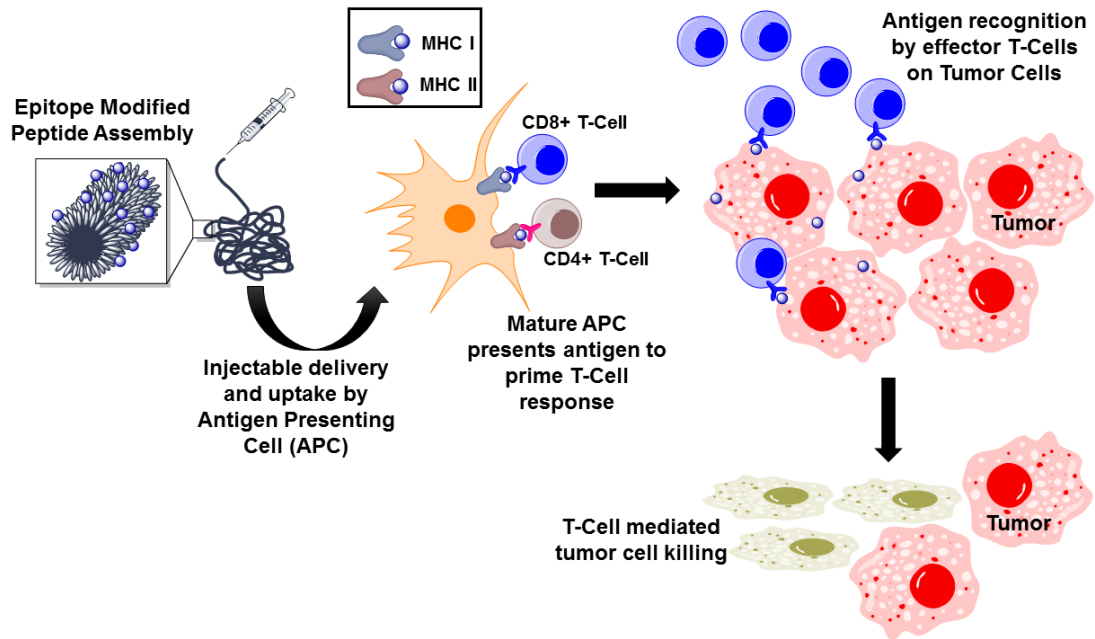 Epitope Modified
Peptide Assembly
MHC I
MHC II
CD8+ T-Cell
CD4+ T-Cell
Injectable delivery
and uptake by
Antigen Presenting
Cell (APC)
Mature APC
presents antigen to
prime T-Cell
response
Antigen recognition
by effector T-Cells
on Tumor Cells
Tumor
T-Cell mediated
tumor cell killing
Tumor